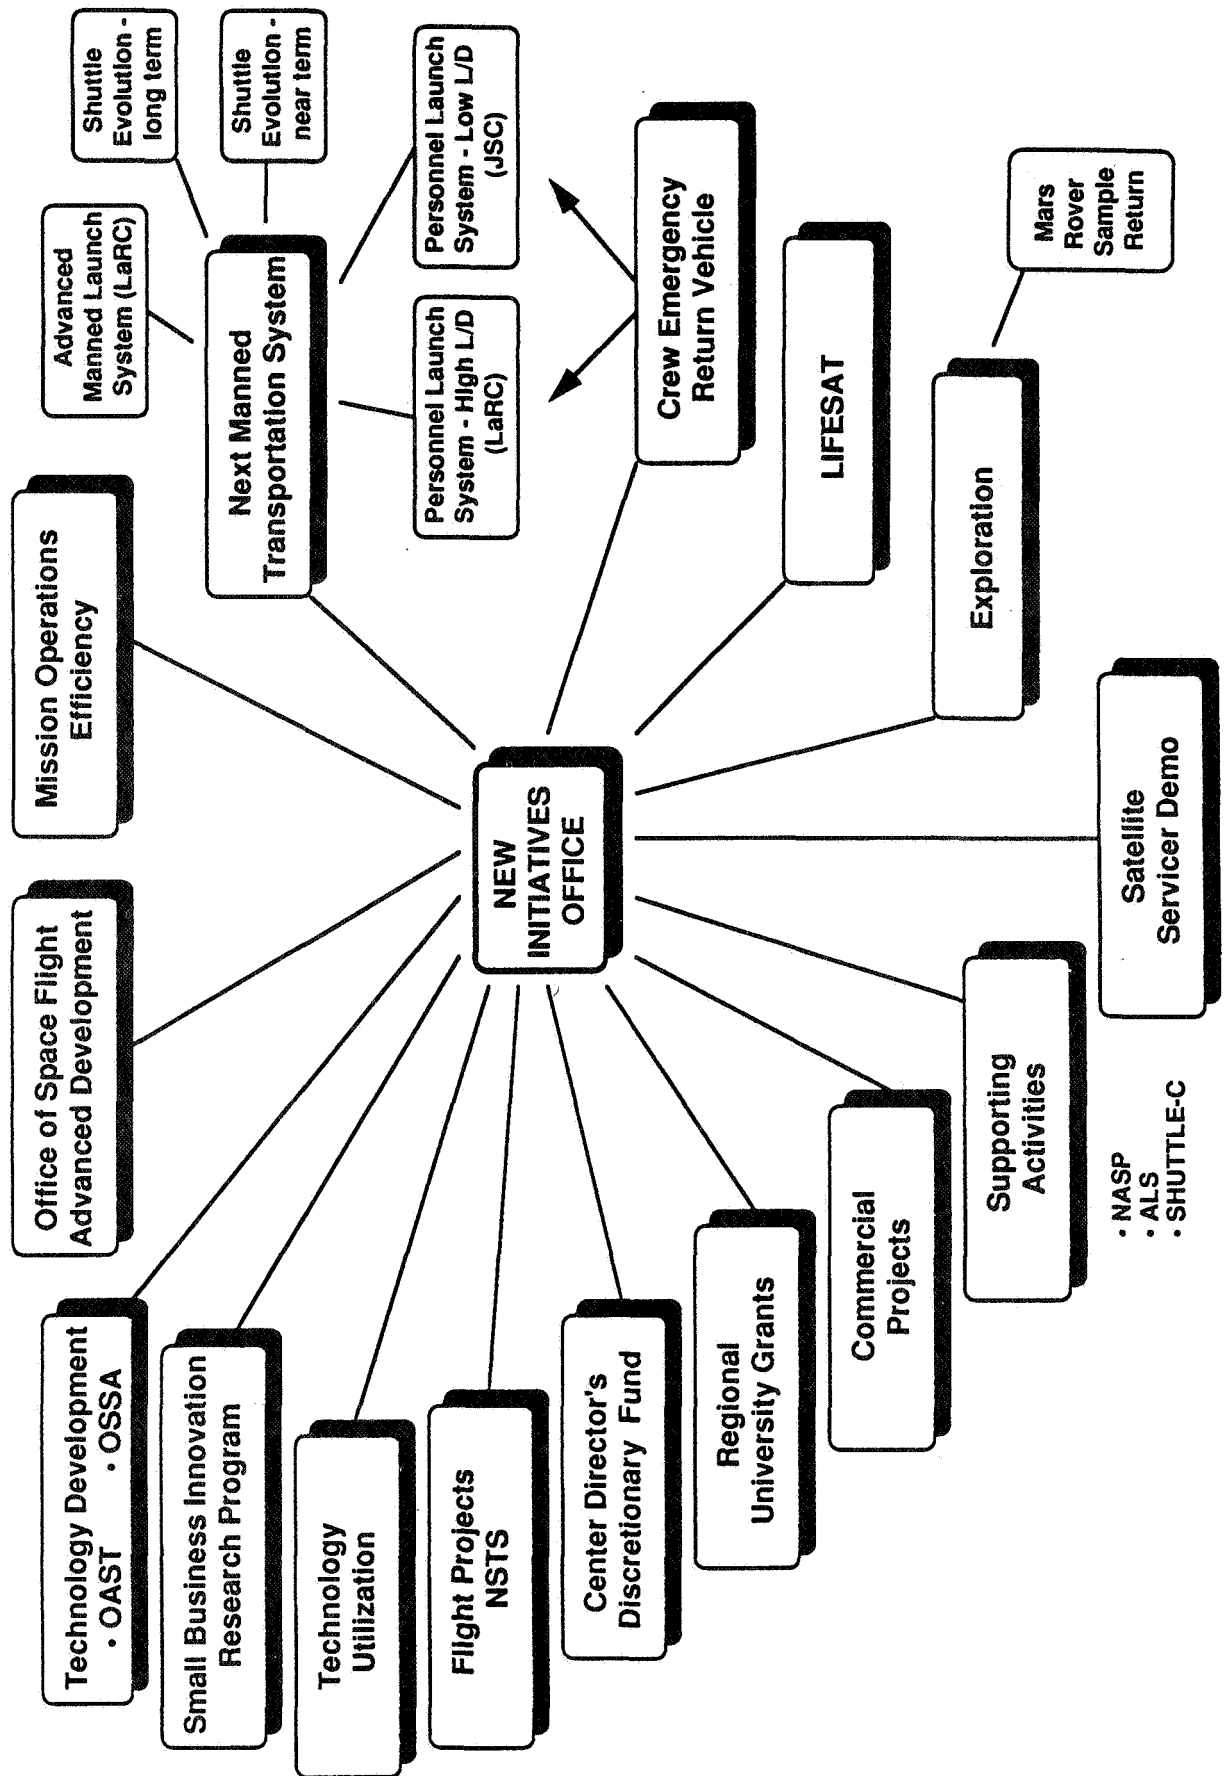 Technology Development
• OAST • OSSA
Office of Space Flight
Advanced Development
Mission Operations
Efficiency
Advanced
Manned Launch
System (LaRC)
Shuttle
Evolution -
long term
Shuttle
Evolution -
near term
Next Manned
Transportation System
Small Business Innovation
Research Program
Technology
Utilization
Personnel Launch
System - High L/D
(LaRC)
Personnel Launch
System - Low L/D
(JSC)
Flight Projects
NSTS
NEW
INITIATIVES
OFFICE
Crew Emergency
Return Vehicle
Center Director's
Discretionary Fund
LIFESAT
Regional
University Grants
Commercial
Projects
Exploration
Mars
Rover
Sample
Return
Supporting
Activities
• NASP
• ALS
• SHUTTLE-C
Satellite
Servicer Demo